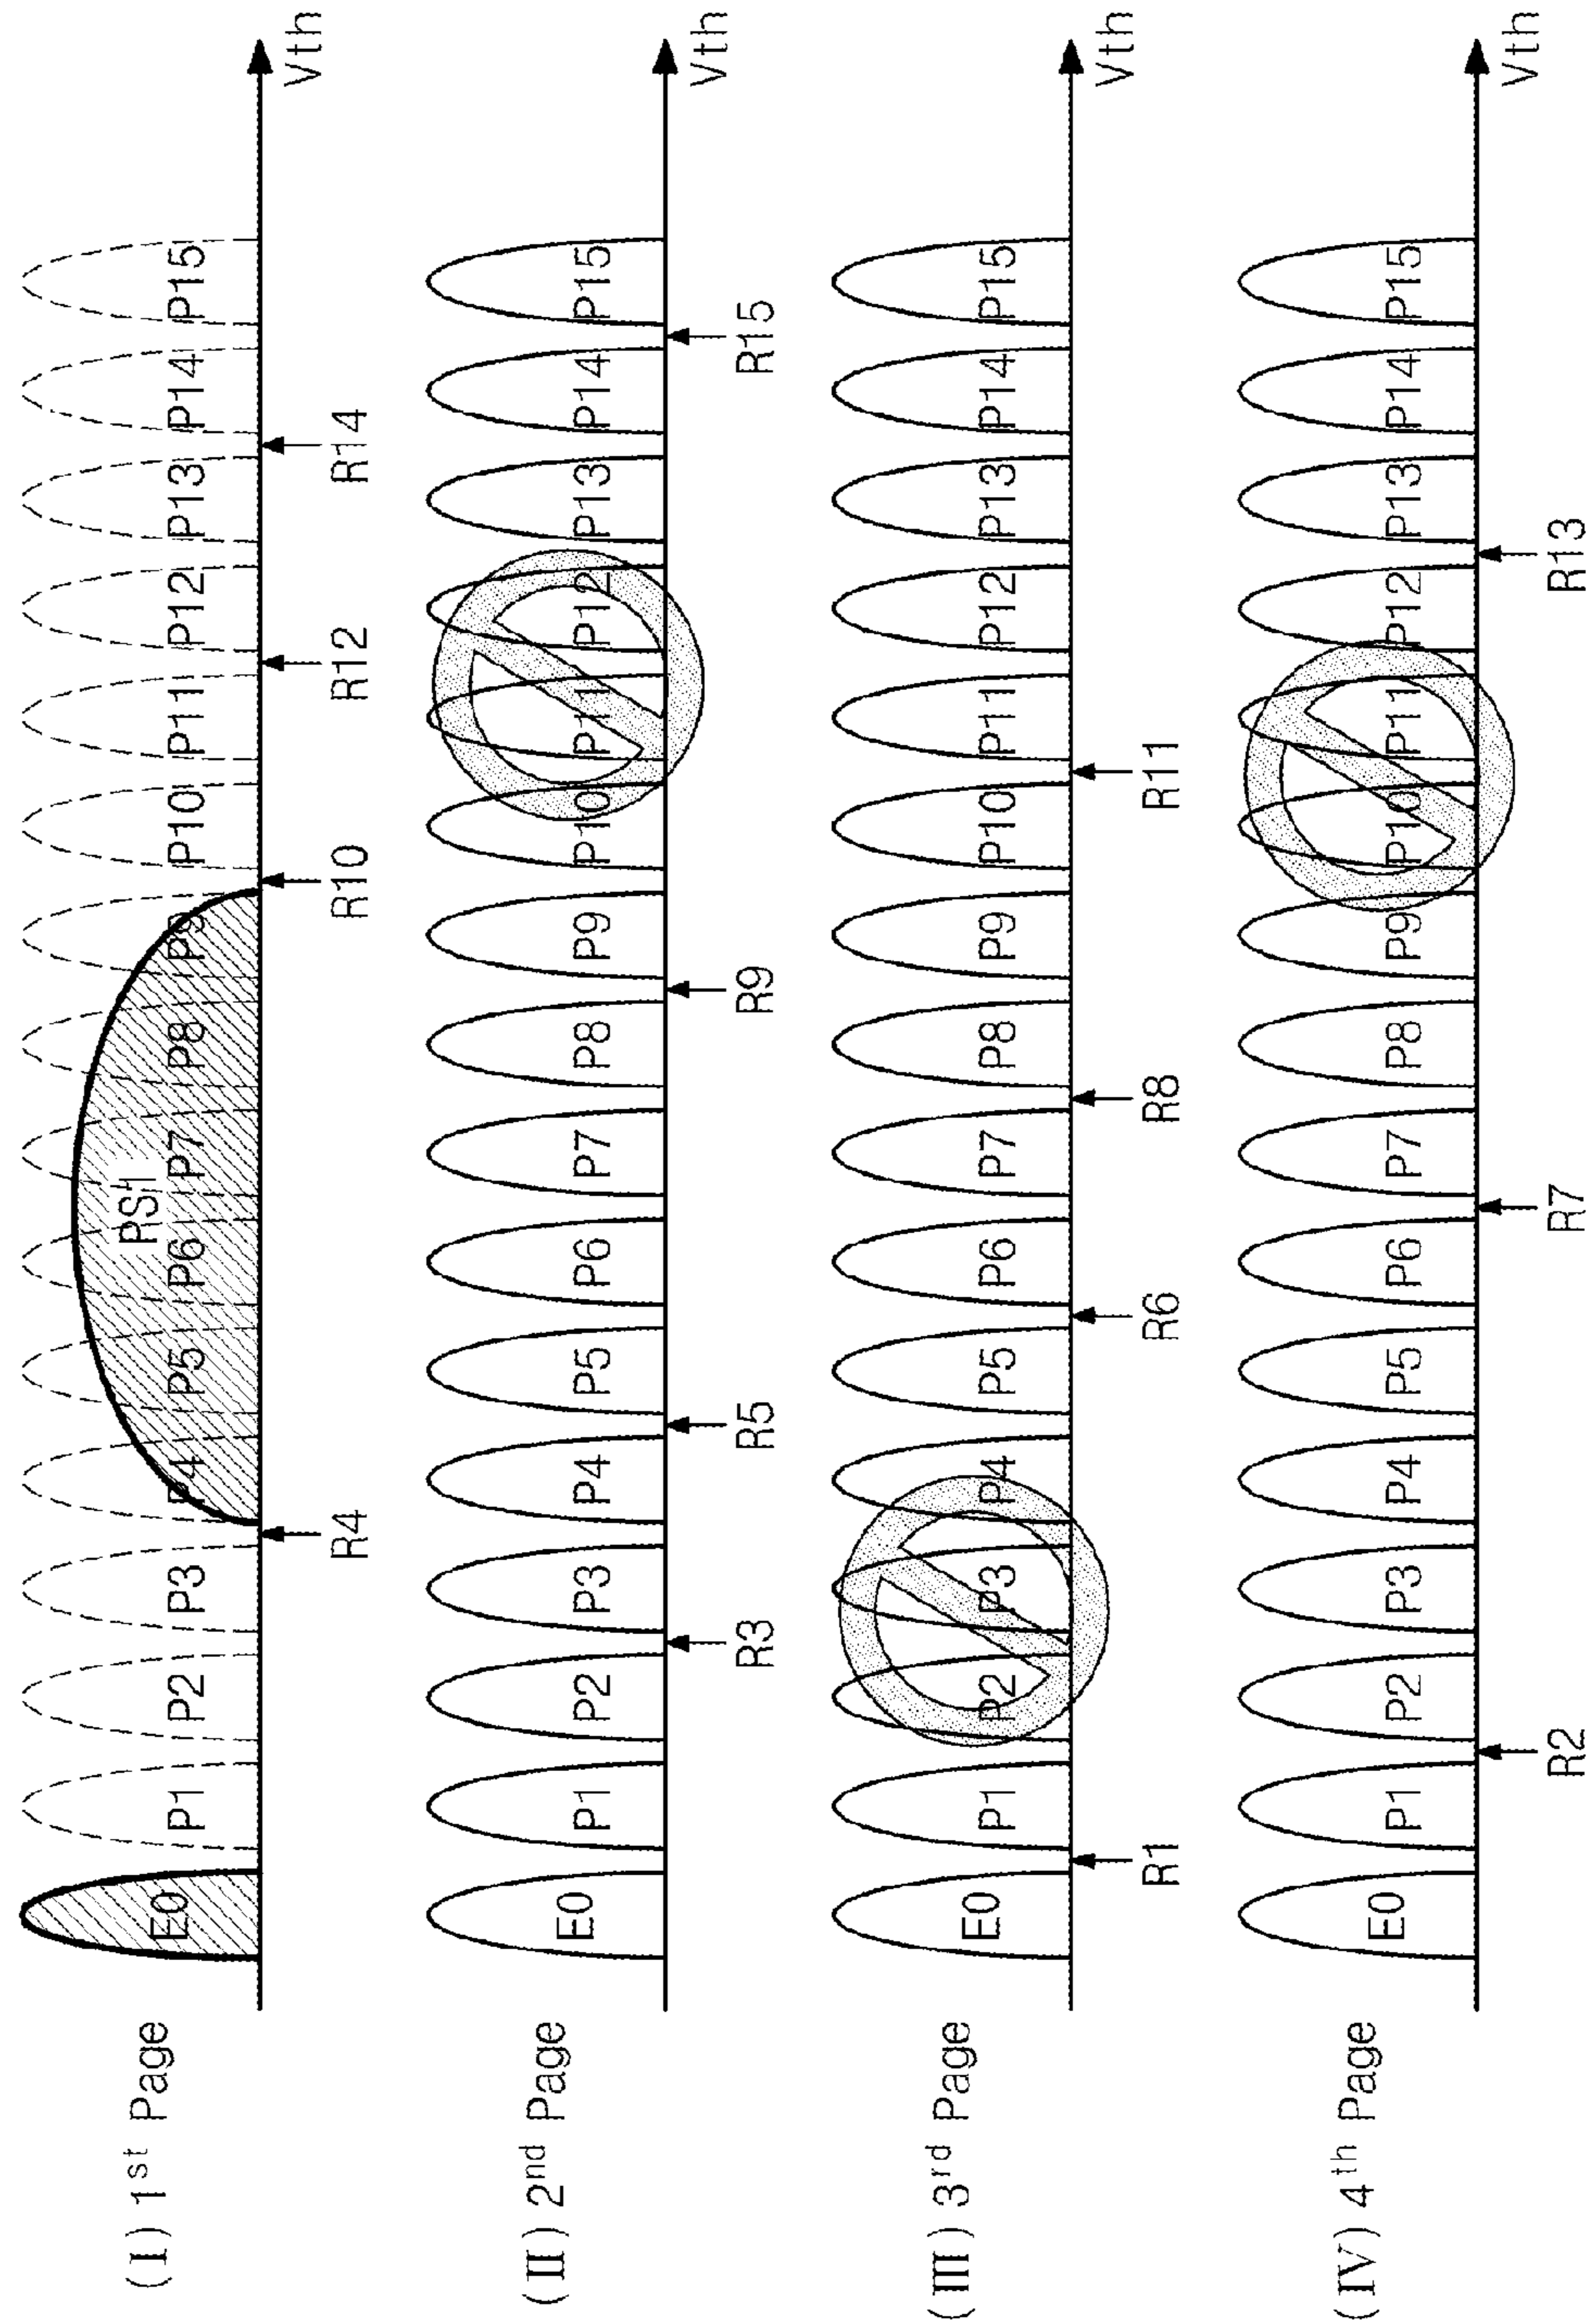 (I) 1st Page
E0 P1 P2 P3 P4 P5 P6 P7 P8 P9 P10 P11 P12 P13 P14 P15
PS1
Vth
R4 R10 R12 R14
(II) 2nd Page
E0 P1 P2 P3 P4 P5 P6 P7 P8 P9 P10 P11 P12 P13 P14 P15
Vth
R3 R5 R9 R15
(III) 3rd Page
E0 P1 P2 P3 P4 P5 P6 P7 P8 P9 P10 P11 P12 P13 P14 P15
Vth
R1 R6 R8 R11
(IV) 4th Page
E0 P1 P2 P3 P4 P5 P6 P7 P8 P9 P10 P11 P12 P13 P14 P15
Vth
R2 R7 R13